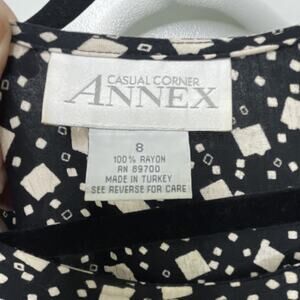 CASUAL CORNER
ANNEX
8
100% RAYON
RN 69700
MADE IN TURKEY
SEE REVERSE FOR CARE